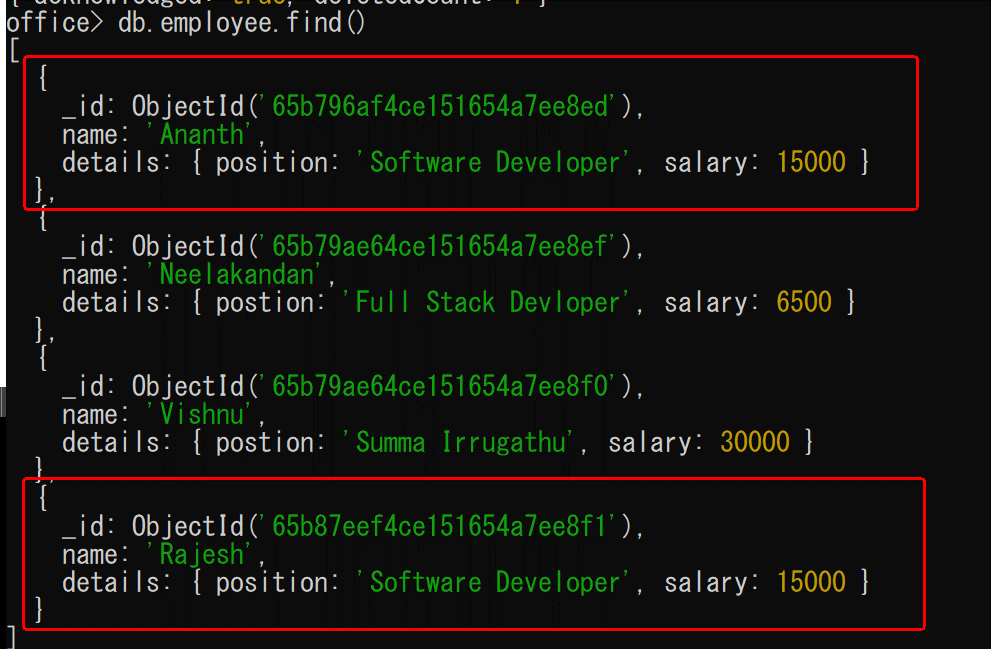 office> db.employee.find()
[
{
_id: ObjectId('65b796af4ce151654a7ee8ed'),
name: 'Ananth',
details: { position: 'Software Developer', salary: 15000 }
},
{
_id: ObjectId('65b79ae64ce151654a7ee8ef'),
name: 'Neelakandan',
details: { postion: 'Full Stack Devloper', salary: 6500 }
},
{
_id: ObjectId('65b79ae64ce151654a7ee8f0'),
name: 'Vishnu',
details: { postion: 'Summa Irrugathu', salary: 30000 }
},
{
_id: ObjectId('65b87eef4ce151654a7ee8f1'),
name: 'Rajesh',
details: { position: 'Software Developer', salary: 15000 }
}
]